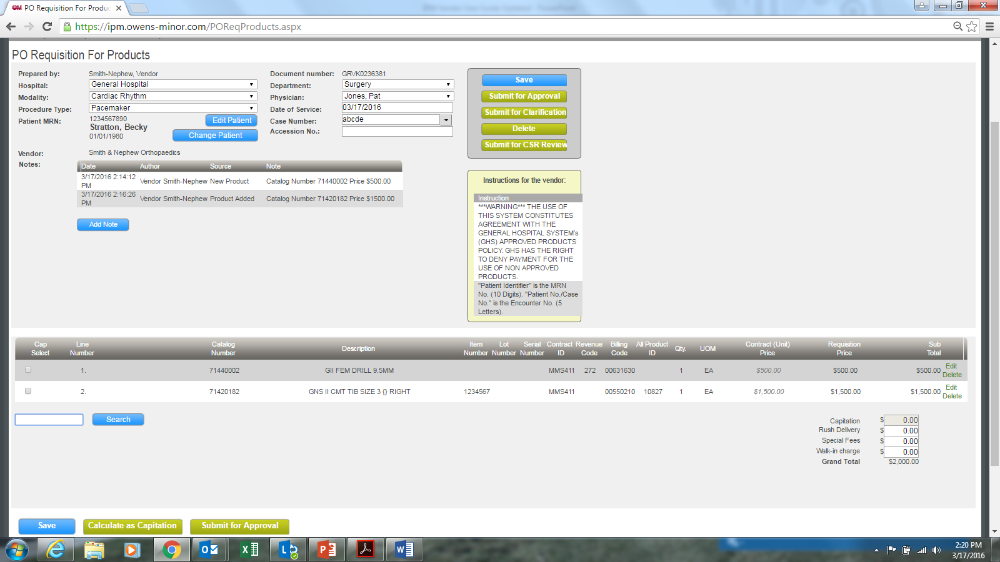 PO Requisition For Produc
https://ipm.owens-minor.com/POReqProducts.aspx
PO Requisition For Products
Prepared by: Smith-Nephew, Vendor
Hospital: General Hospital
Modality: Cardiac Rhythm
Procedure Type: Pacemaker
Patient MRN: 1234567890
Stratton, Becky
01/01/1980
Edit Patient
Change Patient
Document number: GRVK0236381
Department: Surgery
Physician: Jones, Pat
Date of Service: 03/17/2016
Case Number: abcde
Accession No.:
Vendor: Smith & Nephew Orthopaedics
Notes:
Date Author Source Note
3/17/2016 2:14:12 PM Vendor Smith-Nephew New Product Catalog Number 71440002 Price $500.00
3/17/2016 2:16:26 PM Vendor Smith-Nephew Product Added Catalog Number 71420182 Price $1500.00
Add Note
Save
Submit for Approval
Submit for Clarification
Delete
Submit for CSR Review
Instructions for the vendor:
Instruction
***WARNING*** THE USE OF
THIS SYSTEM CONSTITUTES
AGREEMENT WITH THE
GENERAL HOSPITAL SYSTEM's
(GHS) APPROVED PRODUCTS
POLICY. GHS HAS THE RIGHT
TO DENY PAYMENT FOR THE
USE OF NON APPROVED
PRODUCTS.
"Patient Identifier" is the MRN
No. (10 Digits). "Patient No./Case
No." is the Encounter No. (5
Letters).
Cap Select Line Number Catalog Number Description Item Number Lot Number Serial Number Contract ID Revenue Code Billing Code All Product ID Qty. UOM Contract (Unit) Price Requisition Price Sub Total
1. 71440002 GII FEM DRILL 9.5MM MMS411 272 00631630 1 EA $500.00 $500.00 $500.00 Edit Delete
2. 71420182 GNS II CMT TIB SIZE 3 {} RIGHT 1234567 MMS411 00550210 10827 1 EA $1,500.00 $1,500.00 $1,500.00 Edit Delete
Search
Capitation $ 0.00
Rush Delivery $ 0.00
Special Fees $ 0.00
Walk-in charge $ 0.00
Grand Total $2,000.00
Save
Calculate as Capitation
Submit for Approval
2:20 PM
3/17/2016